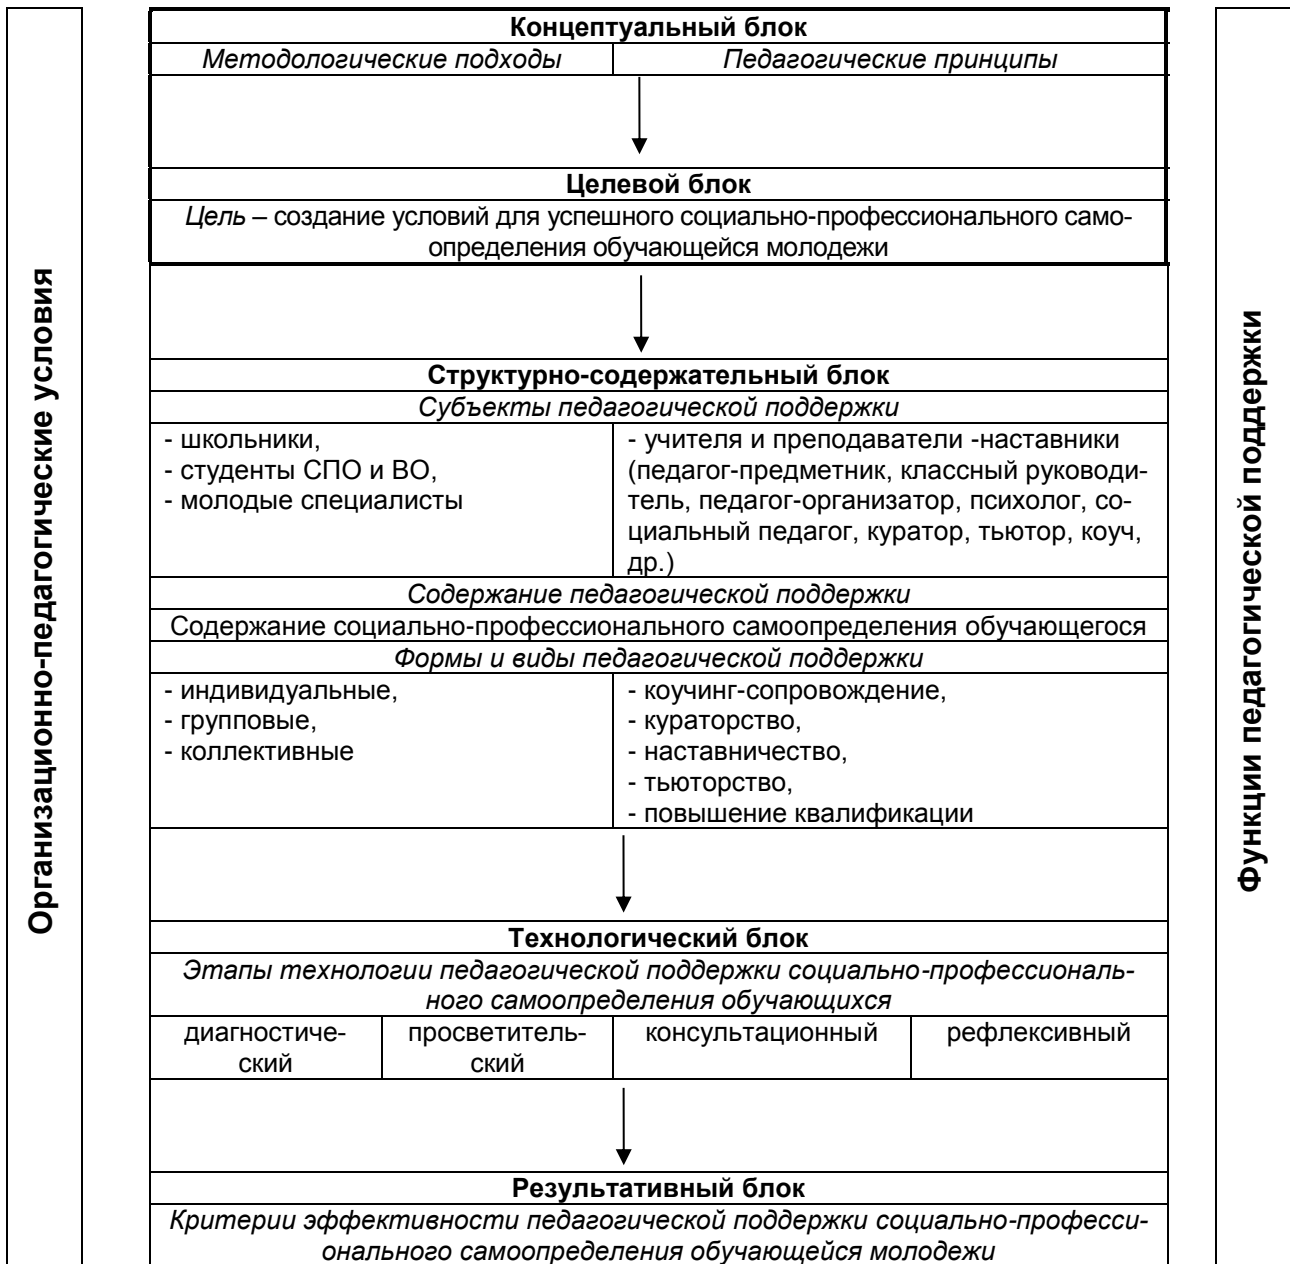 Организационно-педагогические условия
Концептуальный блок
Методологические подходы
Педагогические принципы
Целевой блок
Цель – создание условий для успешного социально-профессионального само-
определения обучающейся молодежи
Структурно-содержательный блок
Субъекты педагогической поддержки
- школьники,
- студенты СПО и ВО,
- молодые специалисты
- учителя и преподаватели -наставники
(педагог-предметник, классный руководи-
тель, педагог-организатор, психолог, со-
циальный педагог, куратор, тьютор, коуч,
др.)
Содержание педагогической поддержки
Содержание социально-профессионального самоопределения обучающегося
Формы и виды педагогической поддержки
- индивидуальные,
- групповые,
- коллективные
- коучинг-сопровождение,
- кураторство,
- наставничество,
- тьюторство,
- повышение квалификации
Технологический блок
Этапы технологии педагогической поддержки социально-профессиональ-
ного самоопределения обучающихся
диагностиче-
ский
просветитель-
ский
консультационный
рефлексивный
Результативный блок
Критерии эффективности педагогической поддержки социально-професси-
онального самоопределения обучающейся молодежи
Функции педагогической поддержки